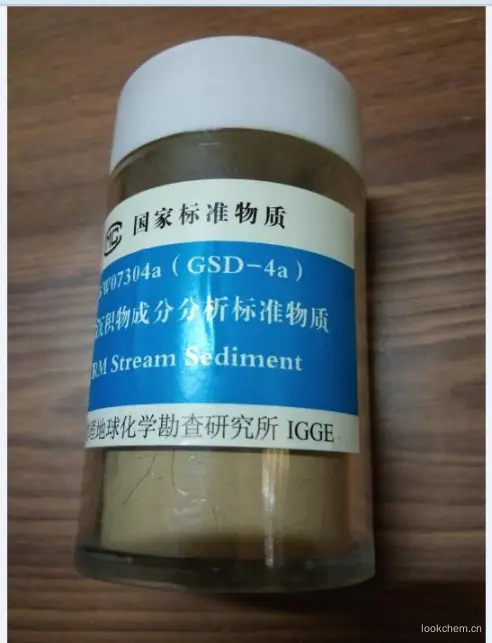 国家标准物质
W07304a（GSD-4a）
积物成分分析标准物质
RM Stream Sediment
地球化学勘查研究所 IGGE
lookchem.cn